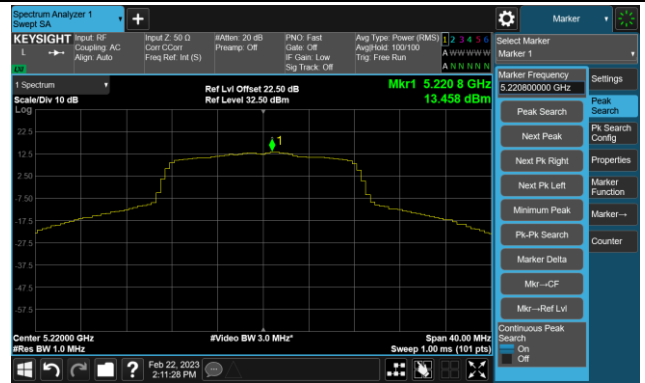 Spectrum Analyzer 1
Swept SA
Marker
KEYSIGHT
L
Input: RF
Coupling: AC
Align: Auto
Input Z: 50 Ω
Corr CCorr
Freq Ref: Int (S)
#Atten: 20 dB
Preamp: Off
PNO: Fast
Gate: Off
IF Gain: Low
Sig Track: Off
Avg Type: Power (RMS)
Avg|Hold: 100/100
Trig: Free Run
1 2 3 4 5 6
A W W W W W
A N N N N N
Select Marker
Marker 1
1 Spectrum
Scale/Div 10 dB
Log
Ref Lvl Offset 22.50 dB
Ref Level 32.50 dBm
Mkr1 5.220 8 GHz
13.458 dBm
1
22.5
12.5
2.50
-7.50
-17.5
-27.5
-37.5
-47.5
-57.5
Center 5.22000 GHz
#Res BW 1.0 MHz
#Video BW 3.0 MHz*
Span 40.00 MHz
Sweep 1.00 ms (101 pts)
Feb 22, 2023
2:11:28 PM
?
Marker Frequency
5.220800000 GHz
Peak Search
Next Peak
Next Pk Right
Next Pk Left
Minimum Peak
Pk-Pk Search
Marker Delta
Mkr→CF
Mkr→Ref Lvl
Continuous Peak
Search
On
Off
Settings
Peak
Search
Pk Search
Config
Properties
Marker
Function
Marker→
Counter